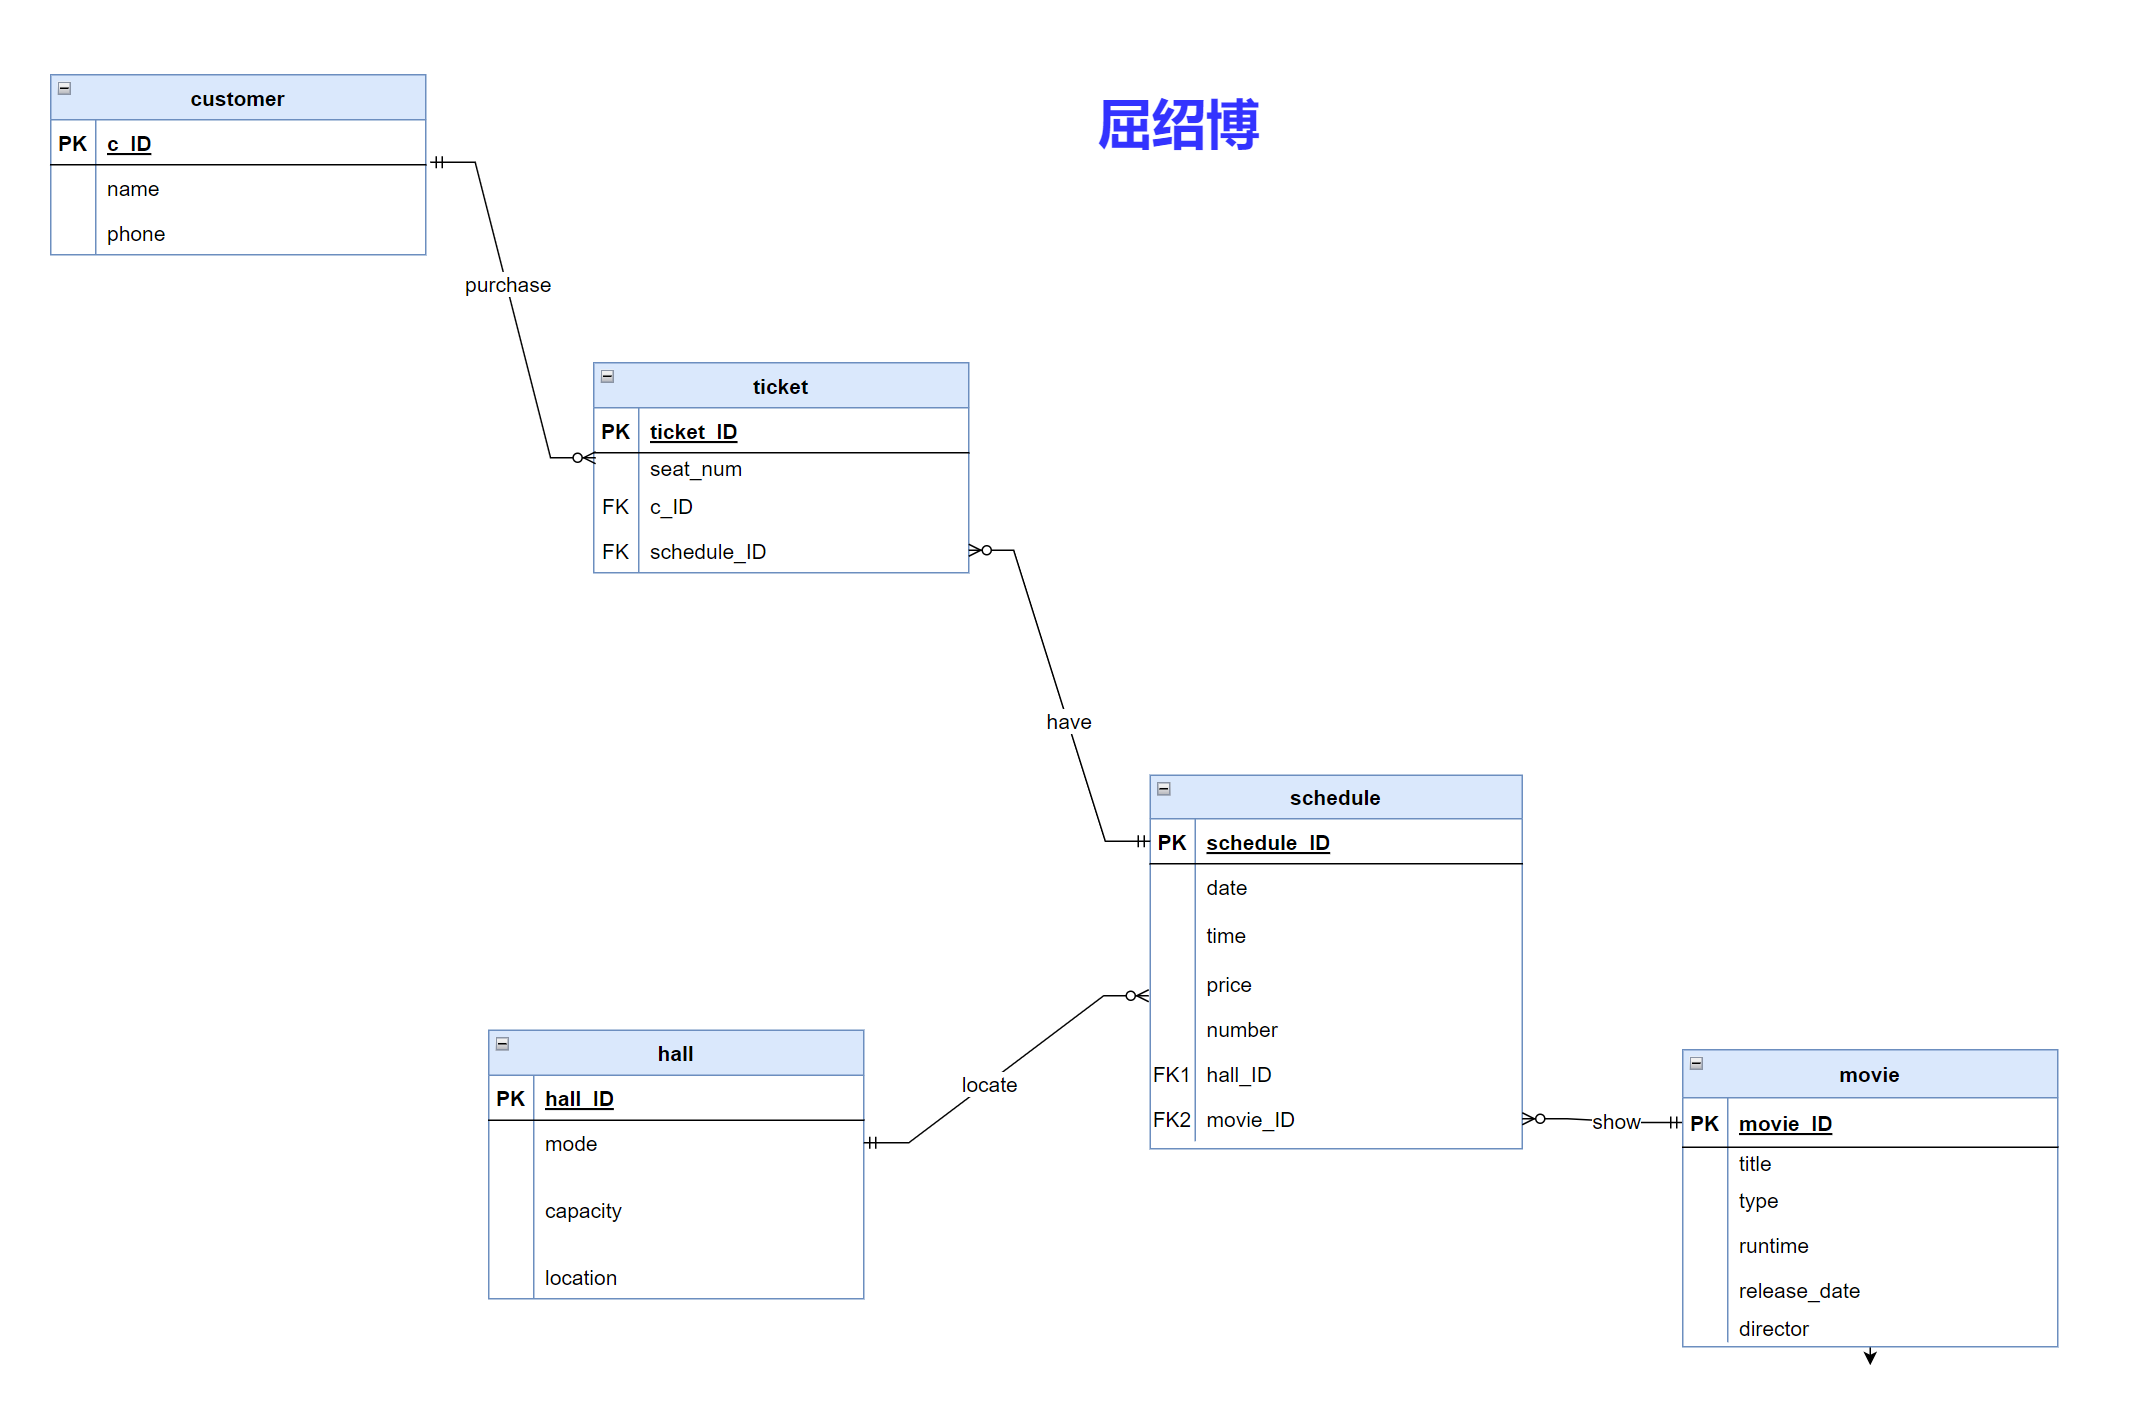 屈绍博
customer
PK c_ID
name
phone
purchase
ticket
PK ticket_ID
seat_num
FK c_ID
FK schedule_ID
have
schedule
PK schedule_ID
date
time
price
number
FK1 hall_ID
FK2 movie_ID
locate
hall
PK hall_ID
mode
capacity
location
show
movie
PK movie_ID
title
type
runtime
release_date
director